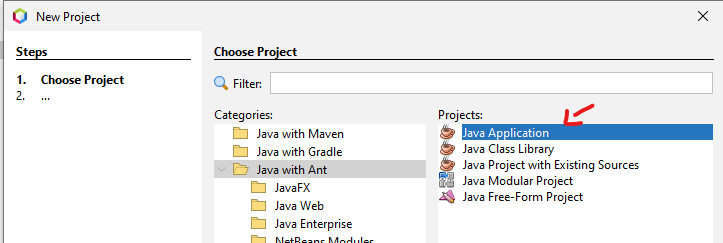 New Project
Steps
1. Choose Project
2. ...
Choose Project
Filter:
Categories:
Java with Maven
Java with Gradle
Java with Ant
JavaFX
Java Web
Java Enterprise
NetBeans Modules
Projects:
Java Application
Java Class Library
Java Project with Existing Sources
Java Modular Project
Java Free-Form Project